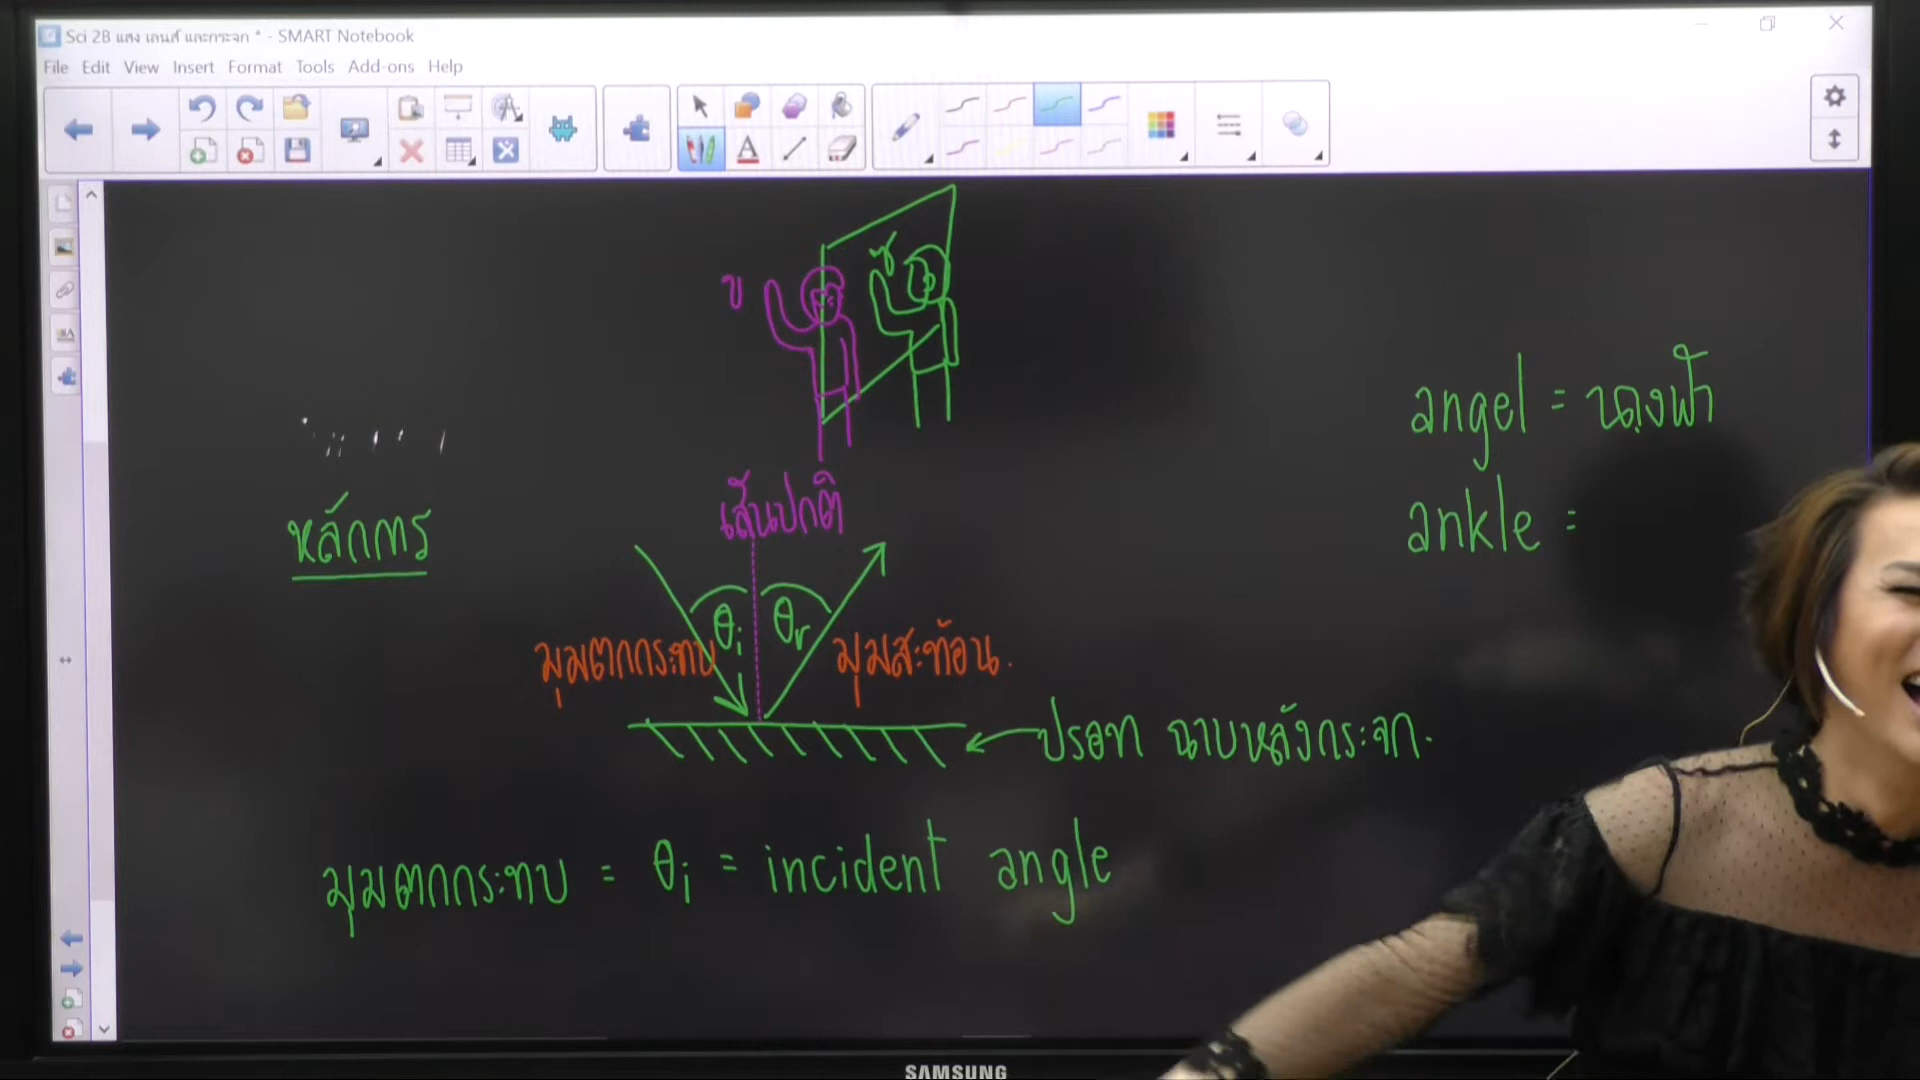 Sci 2B แสง เลนส์ และกระจก * - SMART Notebook
File Edit View Insert Format Tools Add-ons Help
ข
ซ้
angel = นางฟ้า
ankle =
หลักการ
เส้นปกติ
θi θr
มุมตกกระทบ
มุมสะท้อน.
ปรอท ฉาบหลังกระจก.
มุมตกกระทบ = θi = incident angle
SAMSUNG